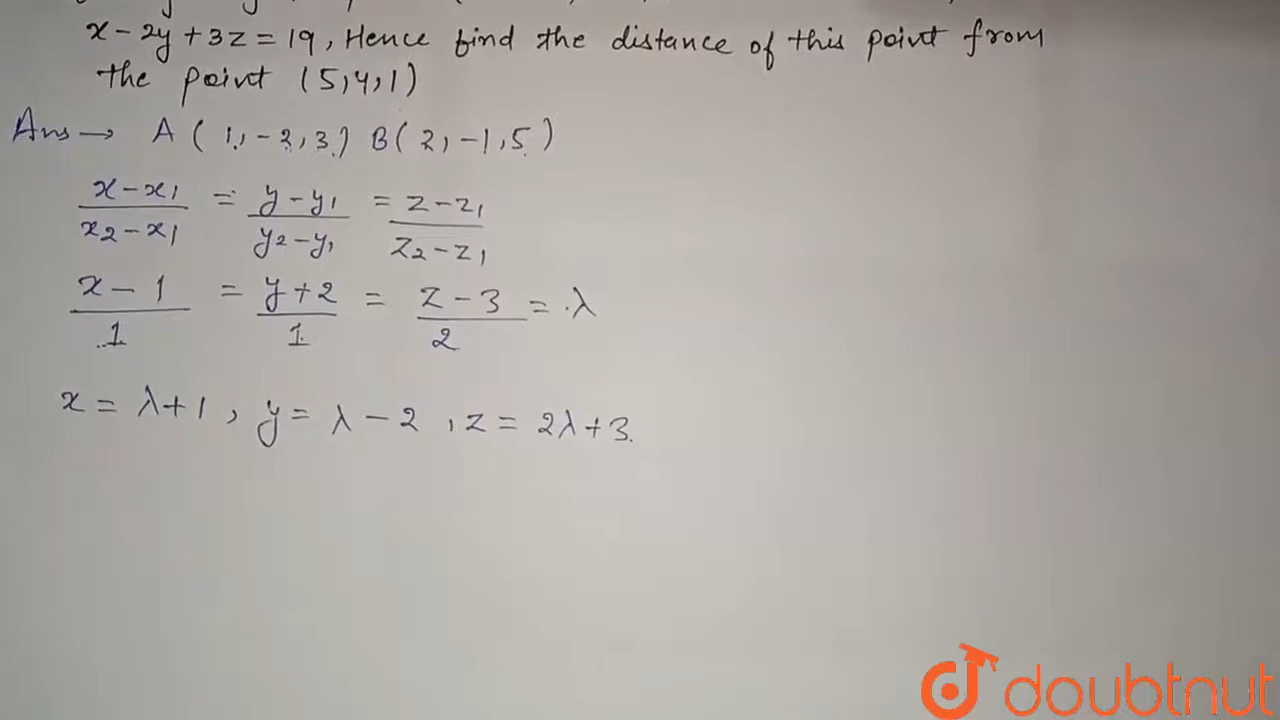 x - 2y + 3z = 19, Hence find the distance of this point from
the point (5,4,1)
Ans → A (1, -2, 3) B(2, -1, 5)
x - x₁ / x₂ - x₁ = y - y₁ / y₂ - y₁ = z - z₁ / z₂ - z₁
x - 1 / 1 = y + 2 / 1 = z - 3 / 2 = λ
x = λ + 1, y = λ - 2, z = 2λ + 3.
doubtnut